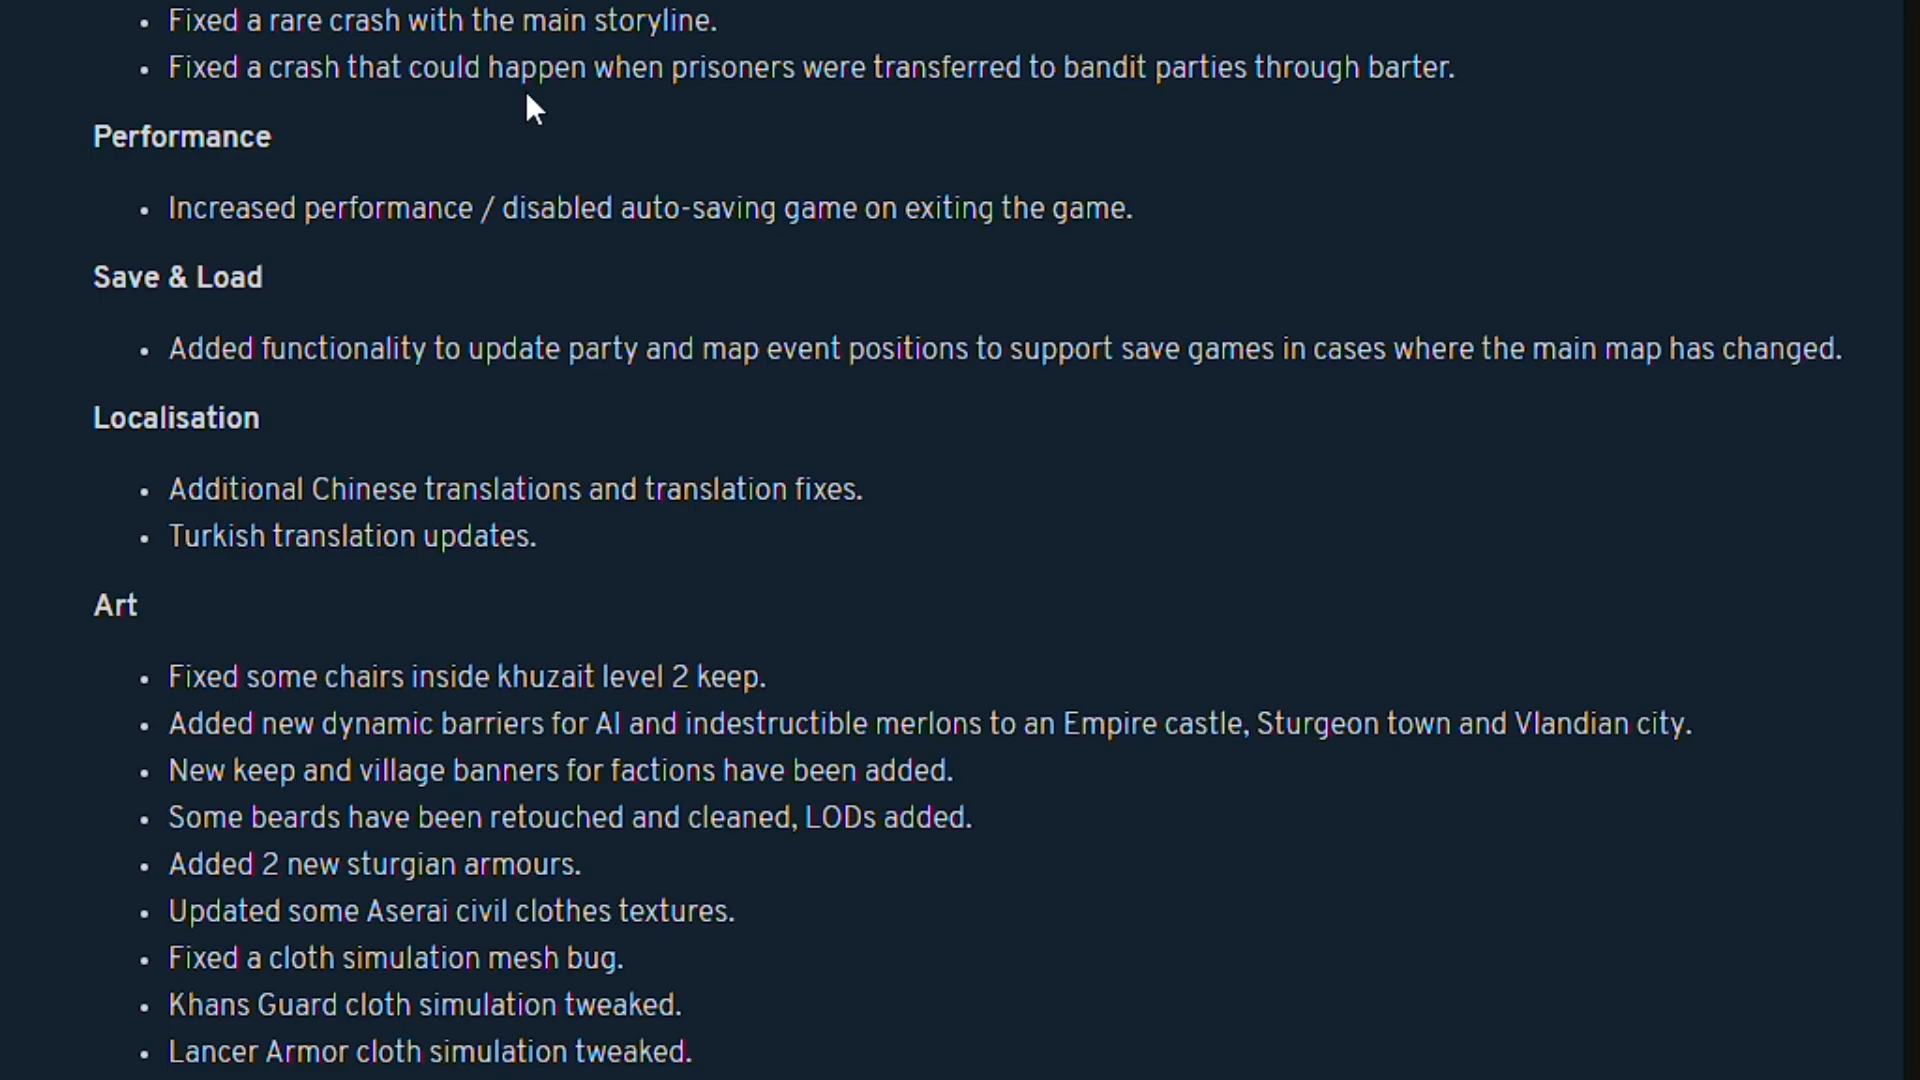 Fixed a rare crash with the main storyline.
Fixed a crash that could happen when prisoners were transferred to bandit parties through barter.
Performance
Increased performance / disabled auto-saving game on exiting the game.
Save & Load
Added functionality to update party and map event positions to support save games in cases where the main map has changed.
Localisation
Additional Chinese translations and translation fixes.
Turkish translation updates.
Art
Fixed some chairs inside khuzait level 2 keep.
Added new dynamic barriers for AI and indestructible merlons to an Empire castle, Sturgeon town and Vlandian city.
New keep and village banners for factions have been added.
Some beards have been retouched and cleaned, LODs added.
Added 2 new sturgian armours.
Updated some Aserai civil clothes textures.
Fixed a cloth simulation mesh bug.
Khans Guard cloth simulation tweaked.
Lancer Armor cloth simulation tweaked.